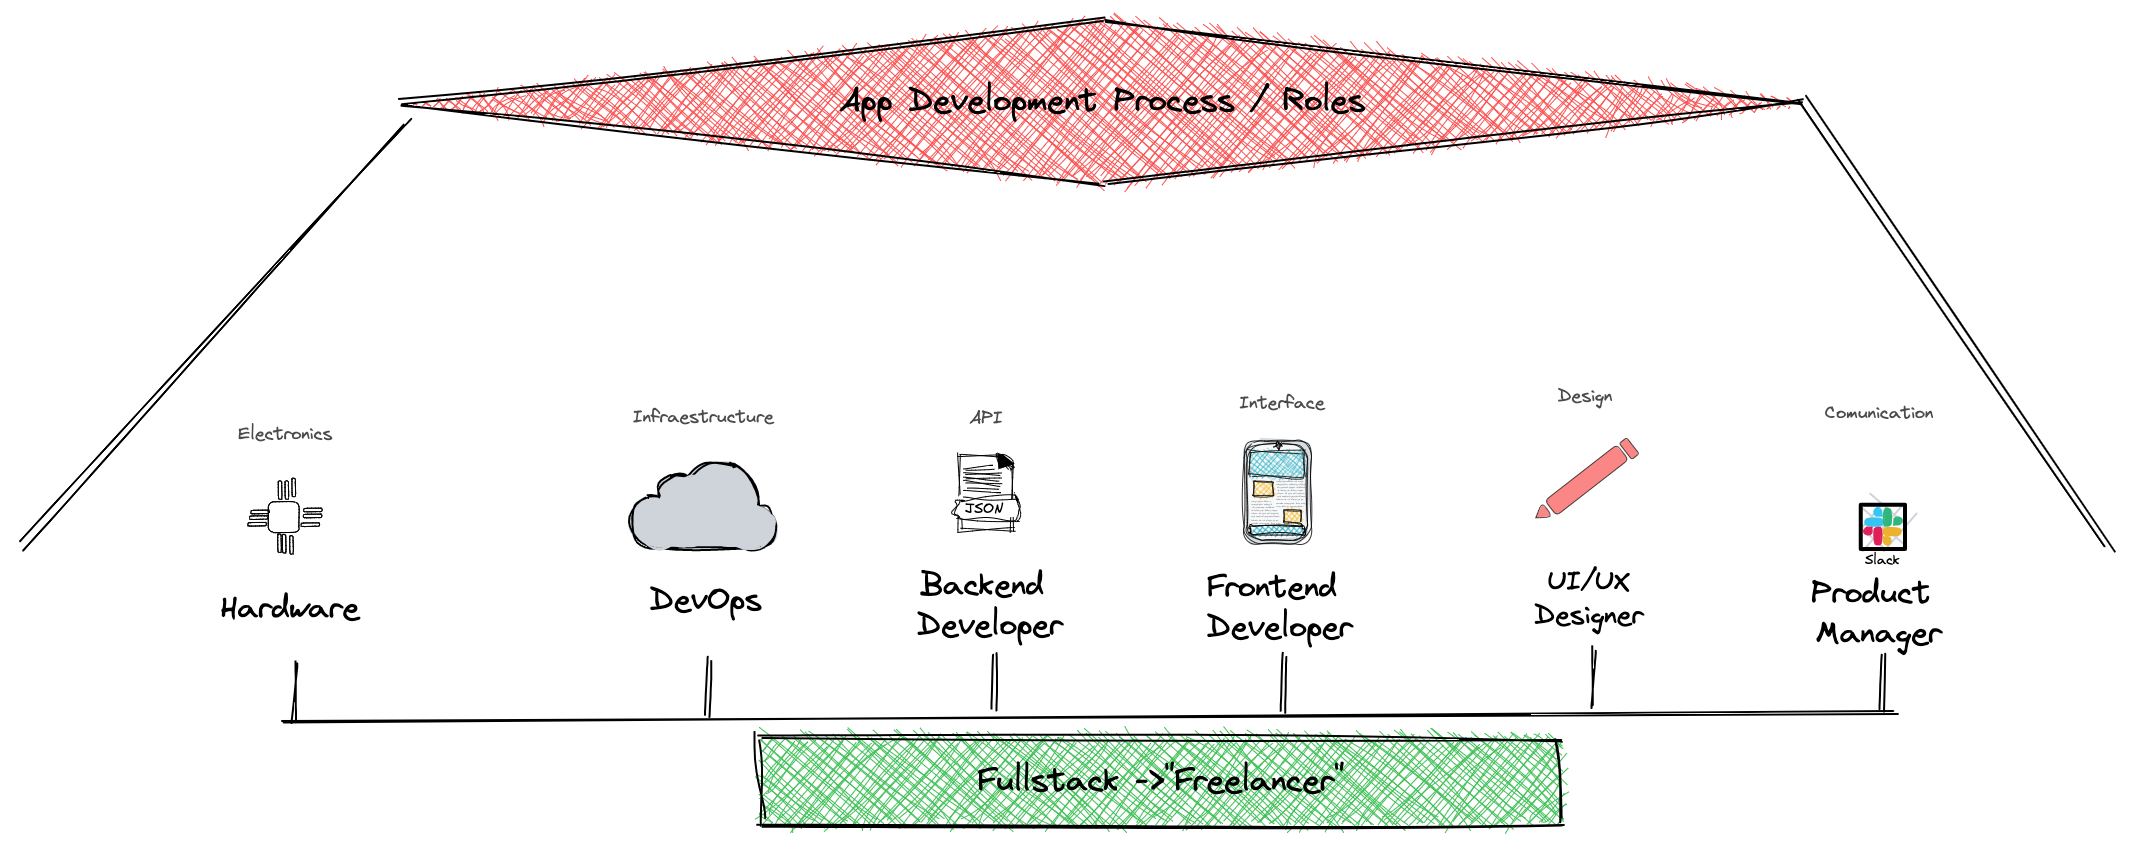 App Development Process / Roles
Electronics
Hardware
Infraestructure
DevOps
API
JSON
Backend
Developer
Interface
Frontend
Developer
Design
UI/UX
Designer
Comunication
Slack
Product
Manager
Fullstack ->"Freelancer"